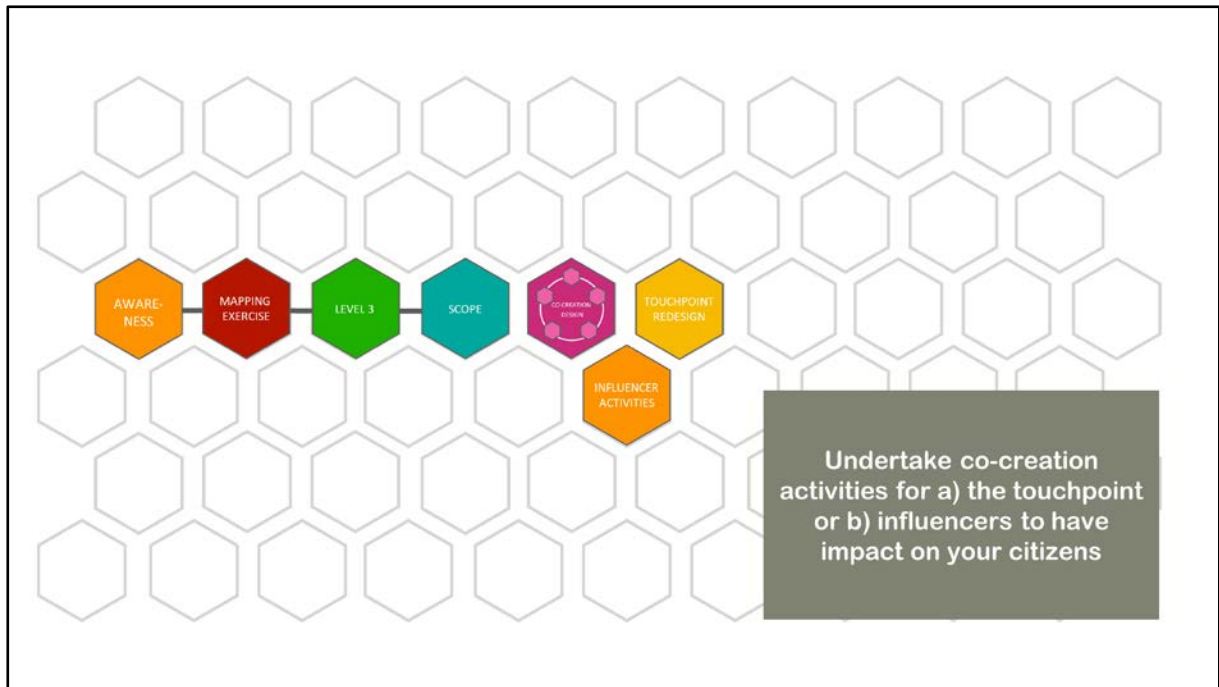 AWARE-
NESS
MAPPING
EXERCISE
LEVEL 3
SCOPE
CO-CREATION
DESIGN
TOUCHPOINT
REDESIGN
INFLUENCER
ACTIVITIES
Undertake co-creation
activities for a) the touchpoint
or b) influencers to have
impact on your citizens